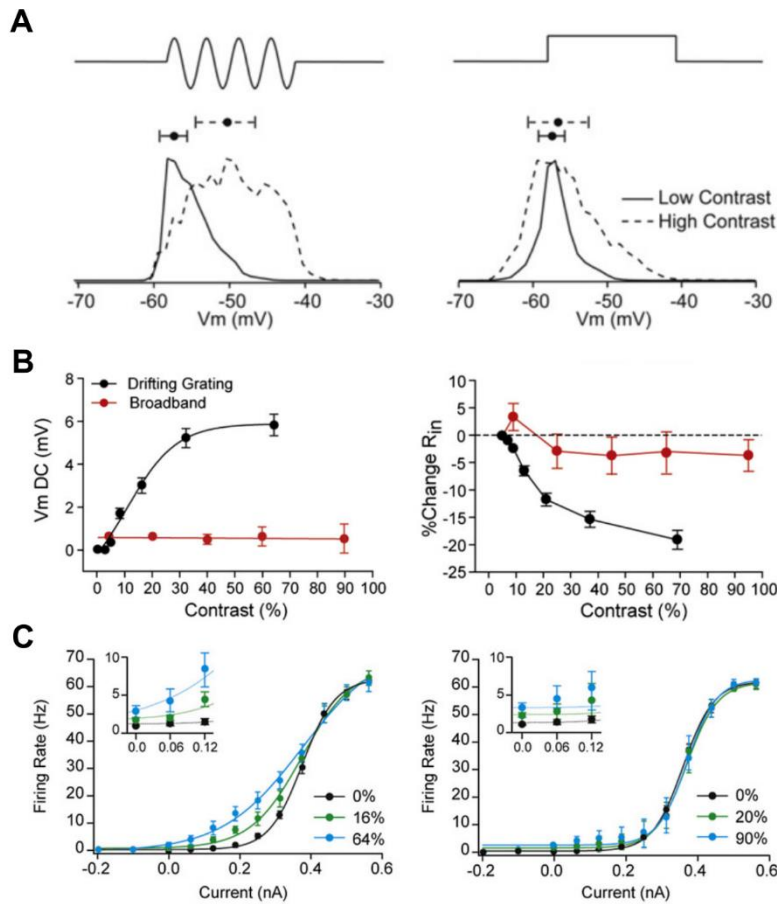 A
Low Contrast
High Contrast
-70 -60 -50 -40 -30
Vm (mV)
-70 -60 -50 -40 -30
Vm (mV)
B
Drifting Grating
Broadband
8
6
4
2
0
Vm DC (mV)
0 10 20 30 40 50 60 70 80 90 100
Contrast (%)
10
5
0
-5
-10
-15
-20
-25
%Change Rin
0 10 20 30 40 50 60 70 80 90 100
Contrast (%)
C
70
60
50
40
30
20
10
0
Firing Rate (Hz)
10
5
0
0.0 0.06 0.12
0%
16%
64%
-0.2 0.0 0.2 0.4 0.6
Current (nA)
70
60
50
40
30
20
10
0
Firing Rate (Hz)
10
5
0
0.0 0.06 0.12
0%
20%
90%
-0.2 0.0 0.2 0.4 0.6
Current (nA)